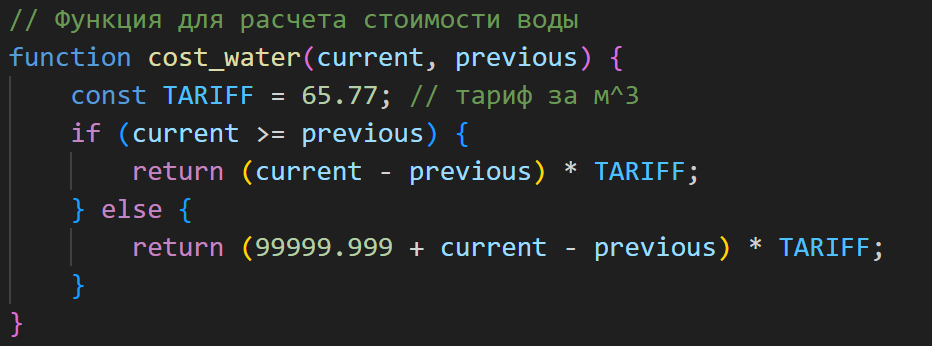 // Функция для расчета стоимости воды
function cost_water(current, previous) {
    const TARIFF = 65.77; // тариф за м^3
    if (current >= previous) {
        return (current - previous) * TARIFF;
    } else {
        return (99999.999 + current - previous) * TARIFF;
    }
}